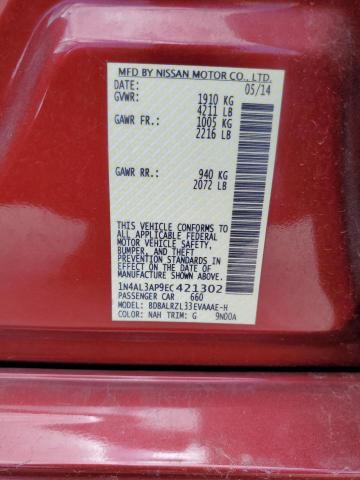 MFD BY NISSAN MOTOR CO., LTD.
DATE: 05/14
GVWR: 1910 KG
4211 LB
GAWR FR.: 1005 KG
2216 LB
GAWR RR.: 940 KG
2072 LB
THIS VEHICLE CONFORMS TO ALL
APPLICABLE FEDERAL
MOTOR VEHICLE SAFETY,
BUMPER, AND THEFT
PREVENTION STANDARDS
IN EFFECT ON THE DATE OF
MANUFACTURE SHOWN ABOVE.
1N4AL3AP9EC421302
PASSENGER CAR 660
BDBALRZL33EVAAAE-H
COLOR: NAH TRIM: G 9N00A